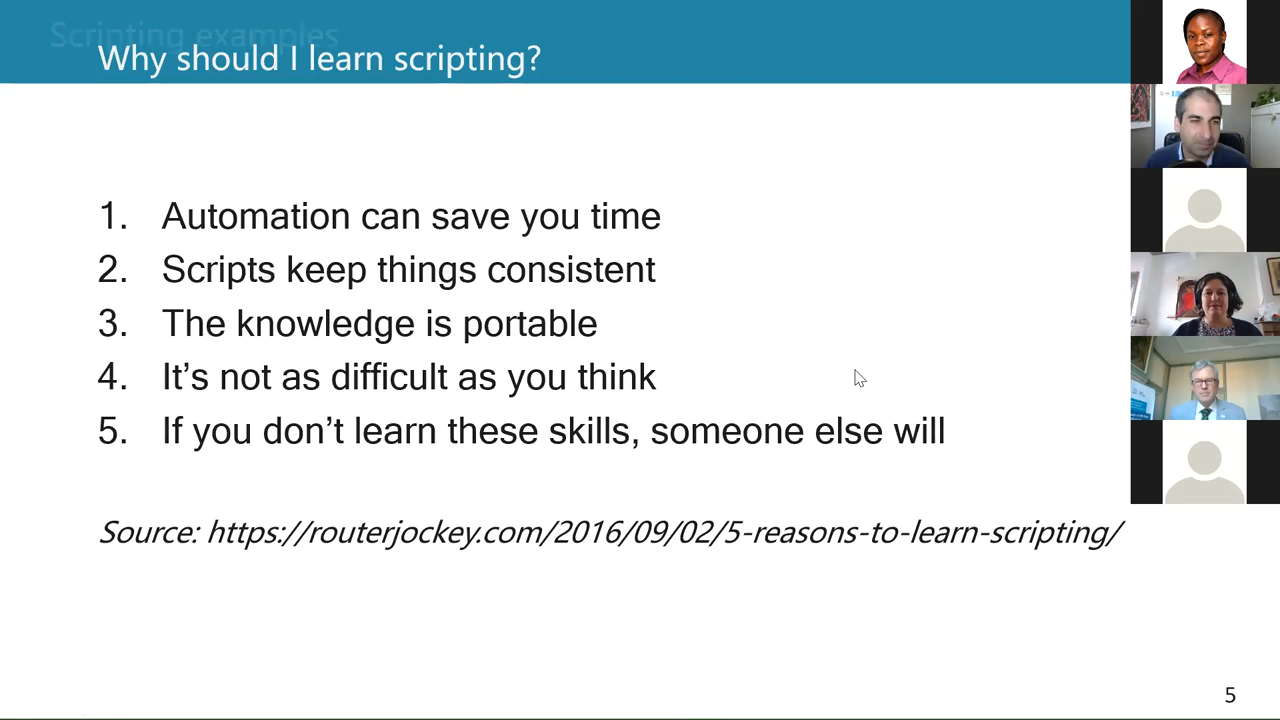 Scripting examples
Why should I learn scripting?
1. Automation can save you time
2. Scripts keep things consistent
3. The knowledge is portable
4. It’s not as difficult as you think
5. If you don’t learn these skills, someone else will
Source: https://routerjockey.com/2016/09/02/5-reasons-to-learn-scripting/
5